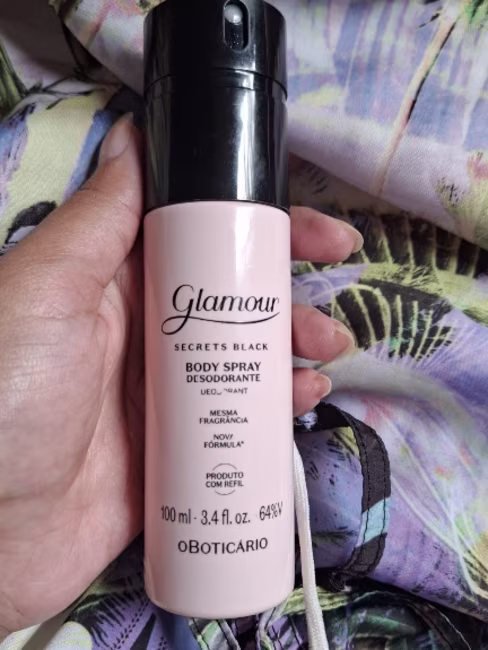 Glamour
SECRETS BLACK
BODY SPRAY
DESODORANTE
MESMA
FRAGRÂNCIA
FÓRMULA*
PRODUTO
COM REFIL
100 ml - 3.4 fl. oz. 64%V
oBOTICÁRIO